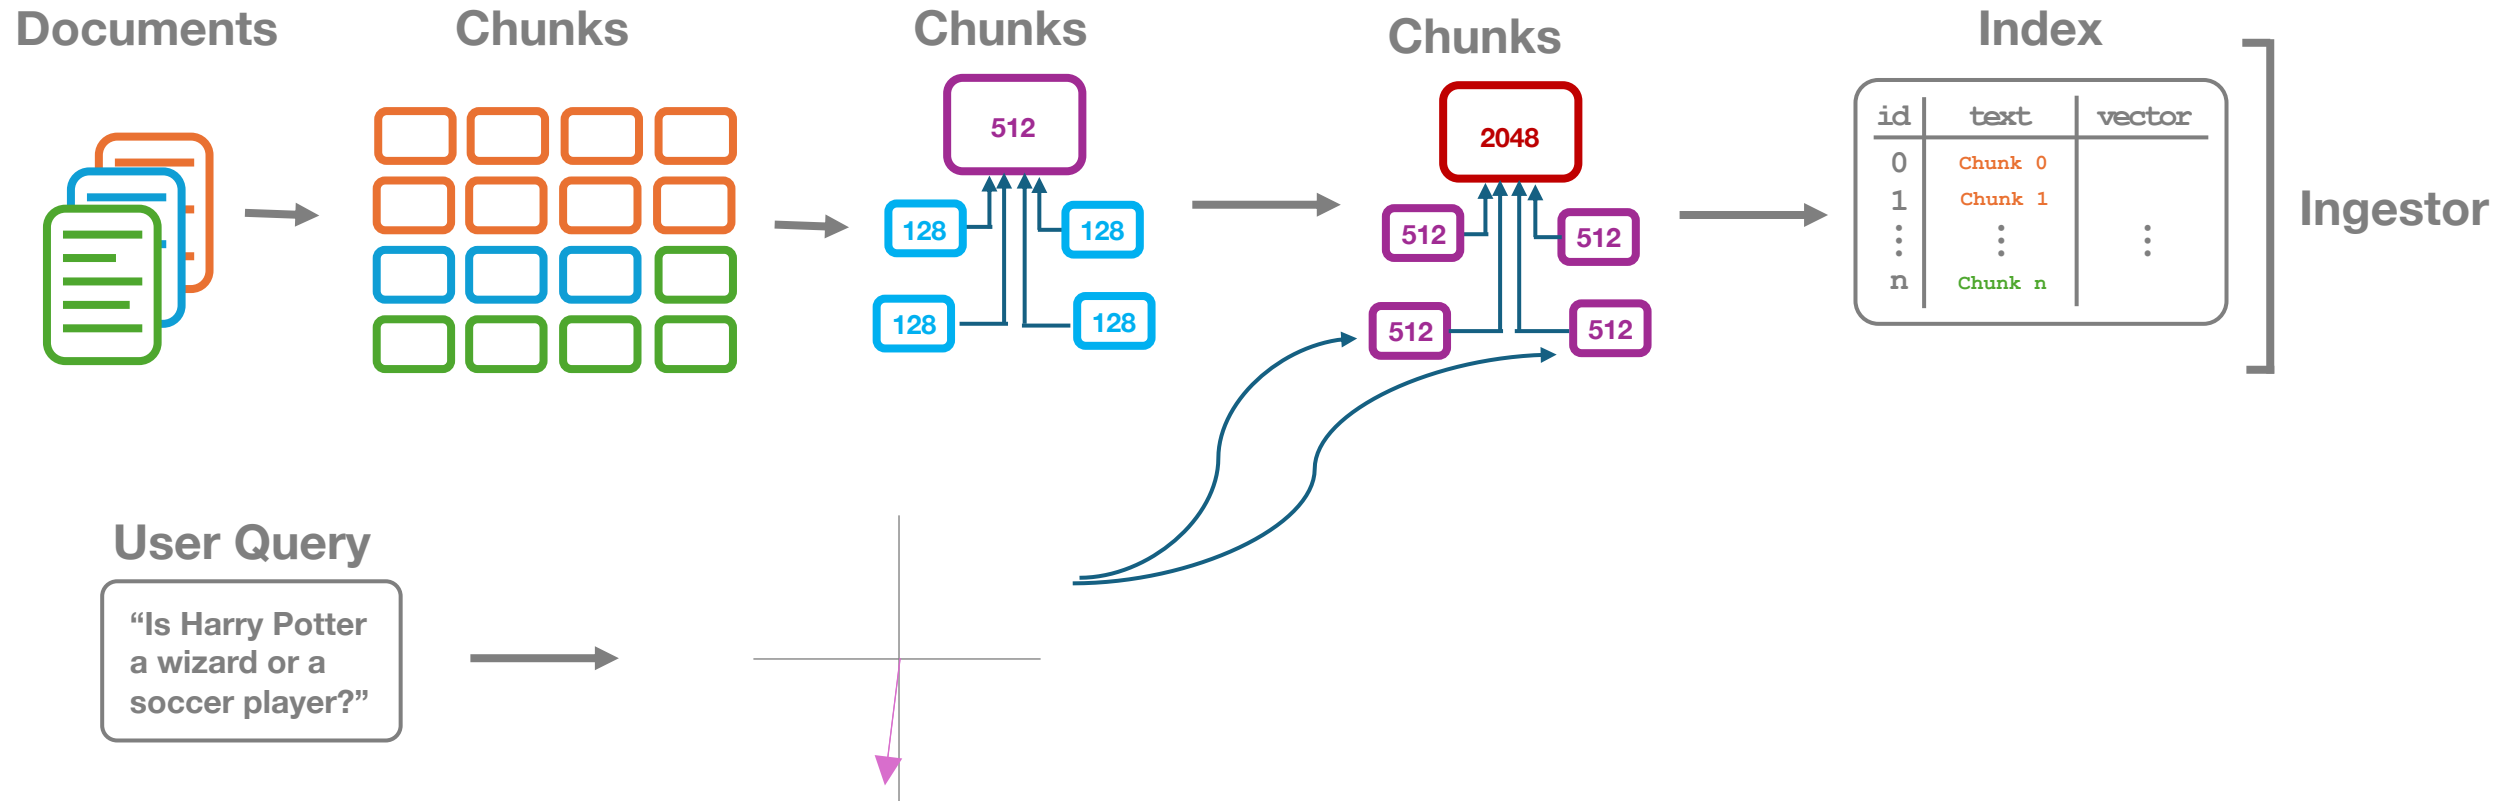 Documents
Chunks
Chunks
Chunks
Index
512
128
128
128
128
2048
512
512
512
512
id text vector
0 Chunk 0
1 Chunk 1
n Chunk n
Ingestor
User Query
“Is Harry Potter
a wizard or a
soccer player?”